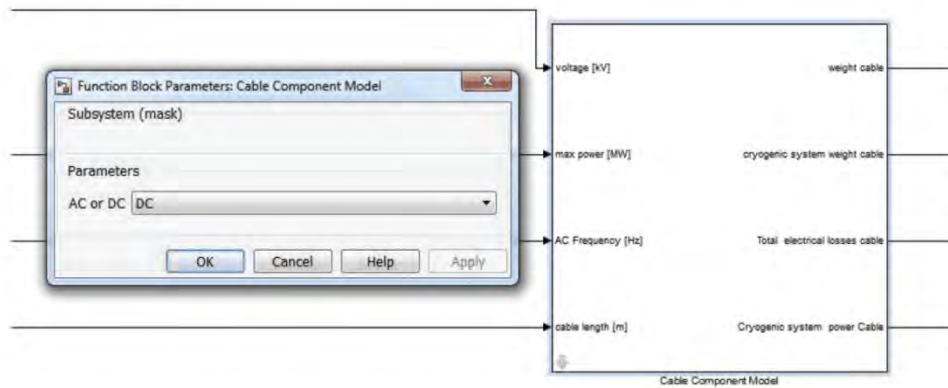 Function Block Parameters: Cable Component Model
Subsystem (mask)
Parameters
AC or DC DC
OK Cancel Help Apply
voltage [kV]
max power [MW]
AC Frequency [Hz]
cable length [m]
weight cable
cryogenic system weight cable
Total electrical losses cable
Cryogenic system power Cable
Cable Component Model